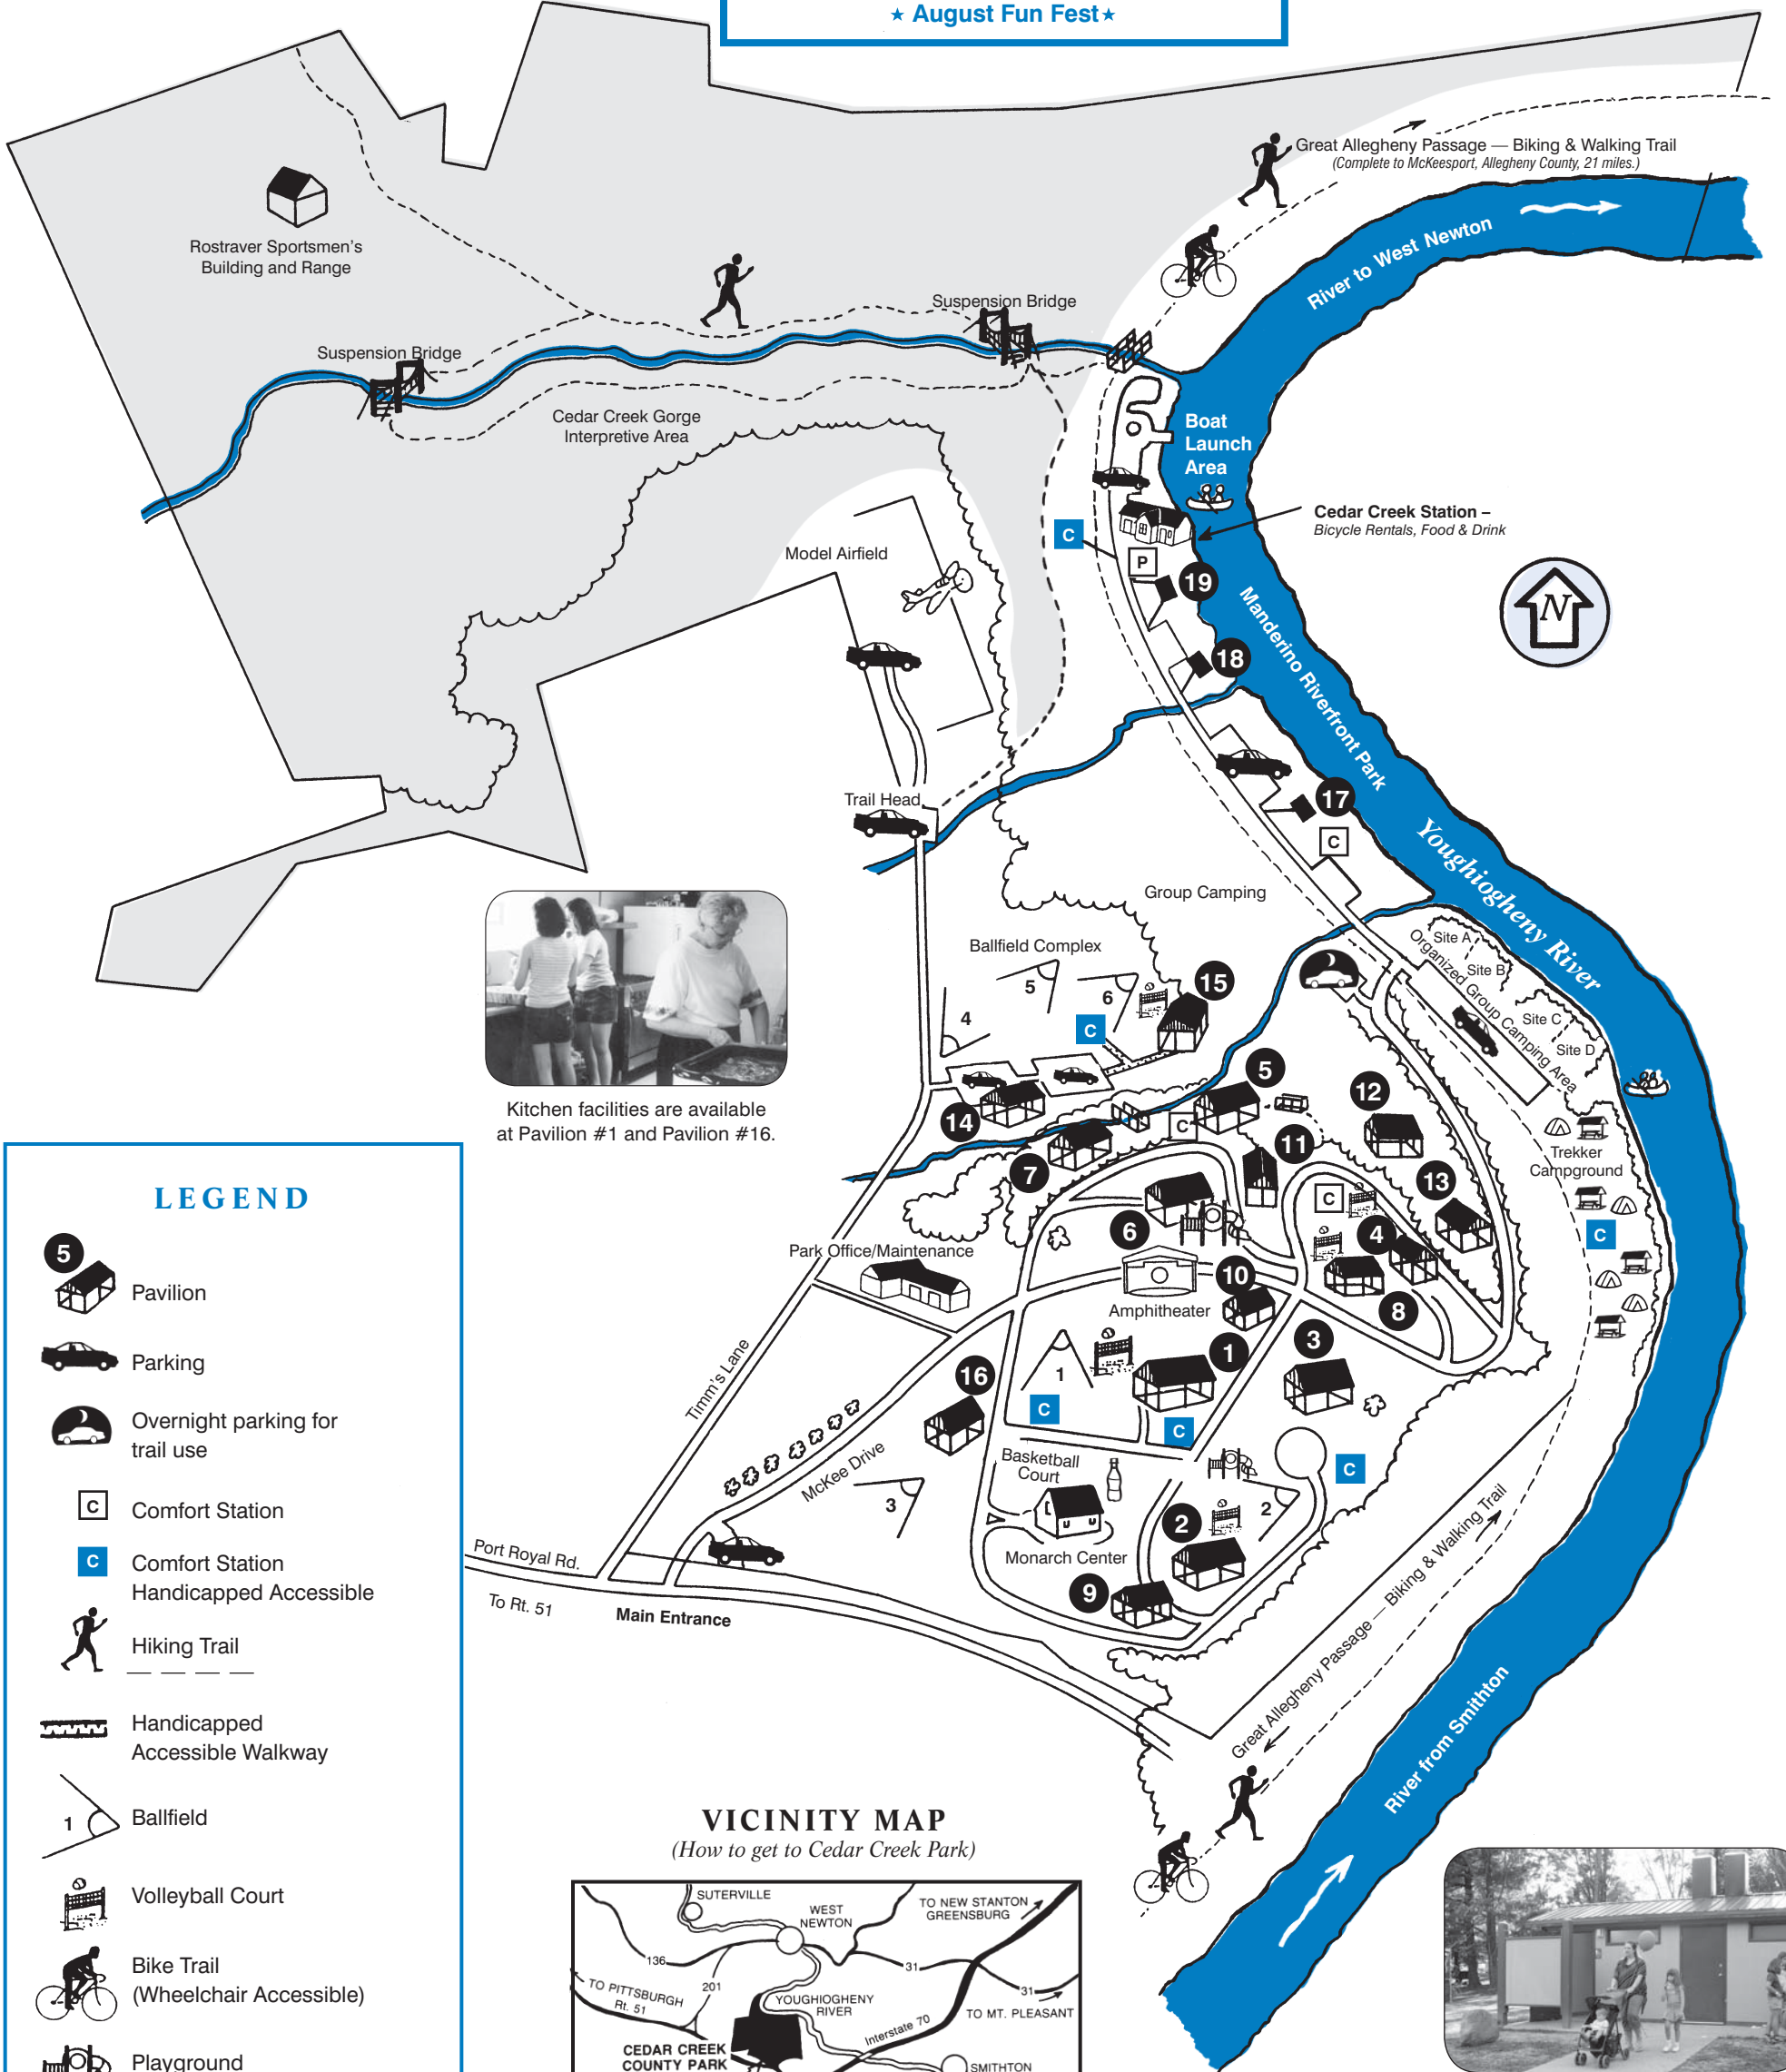 ★ August Fun Fest ★
Great Allegheny Passage — Biking & Walking Trail
(Complete to McKeesport, Allegheny County, 21 miles.)
River to West Newton
Rostraver Sportsmen's
Building and Range
Suspension Bridge
Suspension Bridge
Cedar Creek Gorge
Interpretive Area
Boat
Launch
Area
Cedar Creek Station –
Bicycle Rentals, Food & Drink
C
P
Model Airfield
19
N
Manderino Riverfront Park
18
17
C
Trail Head
Youghiogheny River
Group Camping
Ballfield Complex
Site A
Site B
Site C
Site D
Organized Group Camping Area
5
6
4
C
15
5
12
14
C
11
7
13
C
Trekker
Campground
C
6
4
10
8
Park Office/Maintenance
Amphitheater
3
1
1
16
C
C
C
Timm's Lane
McKee Drive
Basketball
Court
3
2
2
Monarch Center
9
Port Royal Rd.
To Rt. 51
Main Entrance
Great Allegheny Passage — Biking & Walking Trail
River from Smithton
Kitchen facilities are available
at Pavilion #1 and Pavilion #16.
LEGEND
5
Pavilion
Parking
Overnight parking for
trail use
C
Comfort Station
C
Comfort Station
Handicapped Accessible
Hiking Trail
Handicapped
Accessible Walkway
1
Ballfield
Volleyball Court
Bike Trail
(Wheelchair Accessible)
Playground
VICINITY MAP
(How to get to Cedar Creek Park)
SUTERVILLE
WEST
NEWTON
TO NEW STANTON
GREENSBURG
136
201
31
31
TO PITTSBURGH
Rt. 51
YOUGHIOGHENY
RIVER
TO MT. PLEASANT
Interstate 70
CEDAR CREEK
COUNTY PARK
SMITHTON